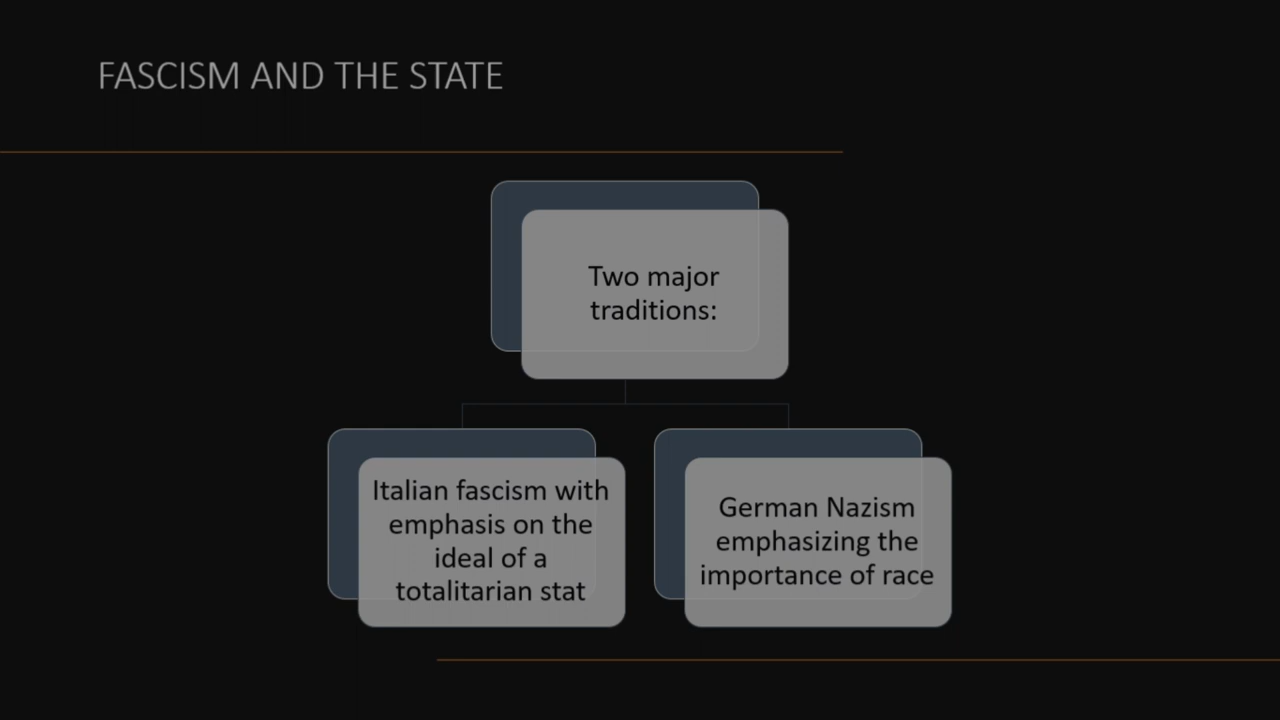 FASCISM AND THE STATE
Two major
traditions:
Italian fascism with
emphasis on the
ideal of a
totalitarian stat
German Nazism
emphasizing the
importance of race